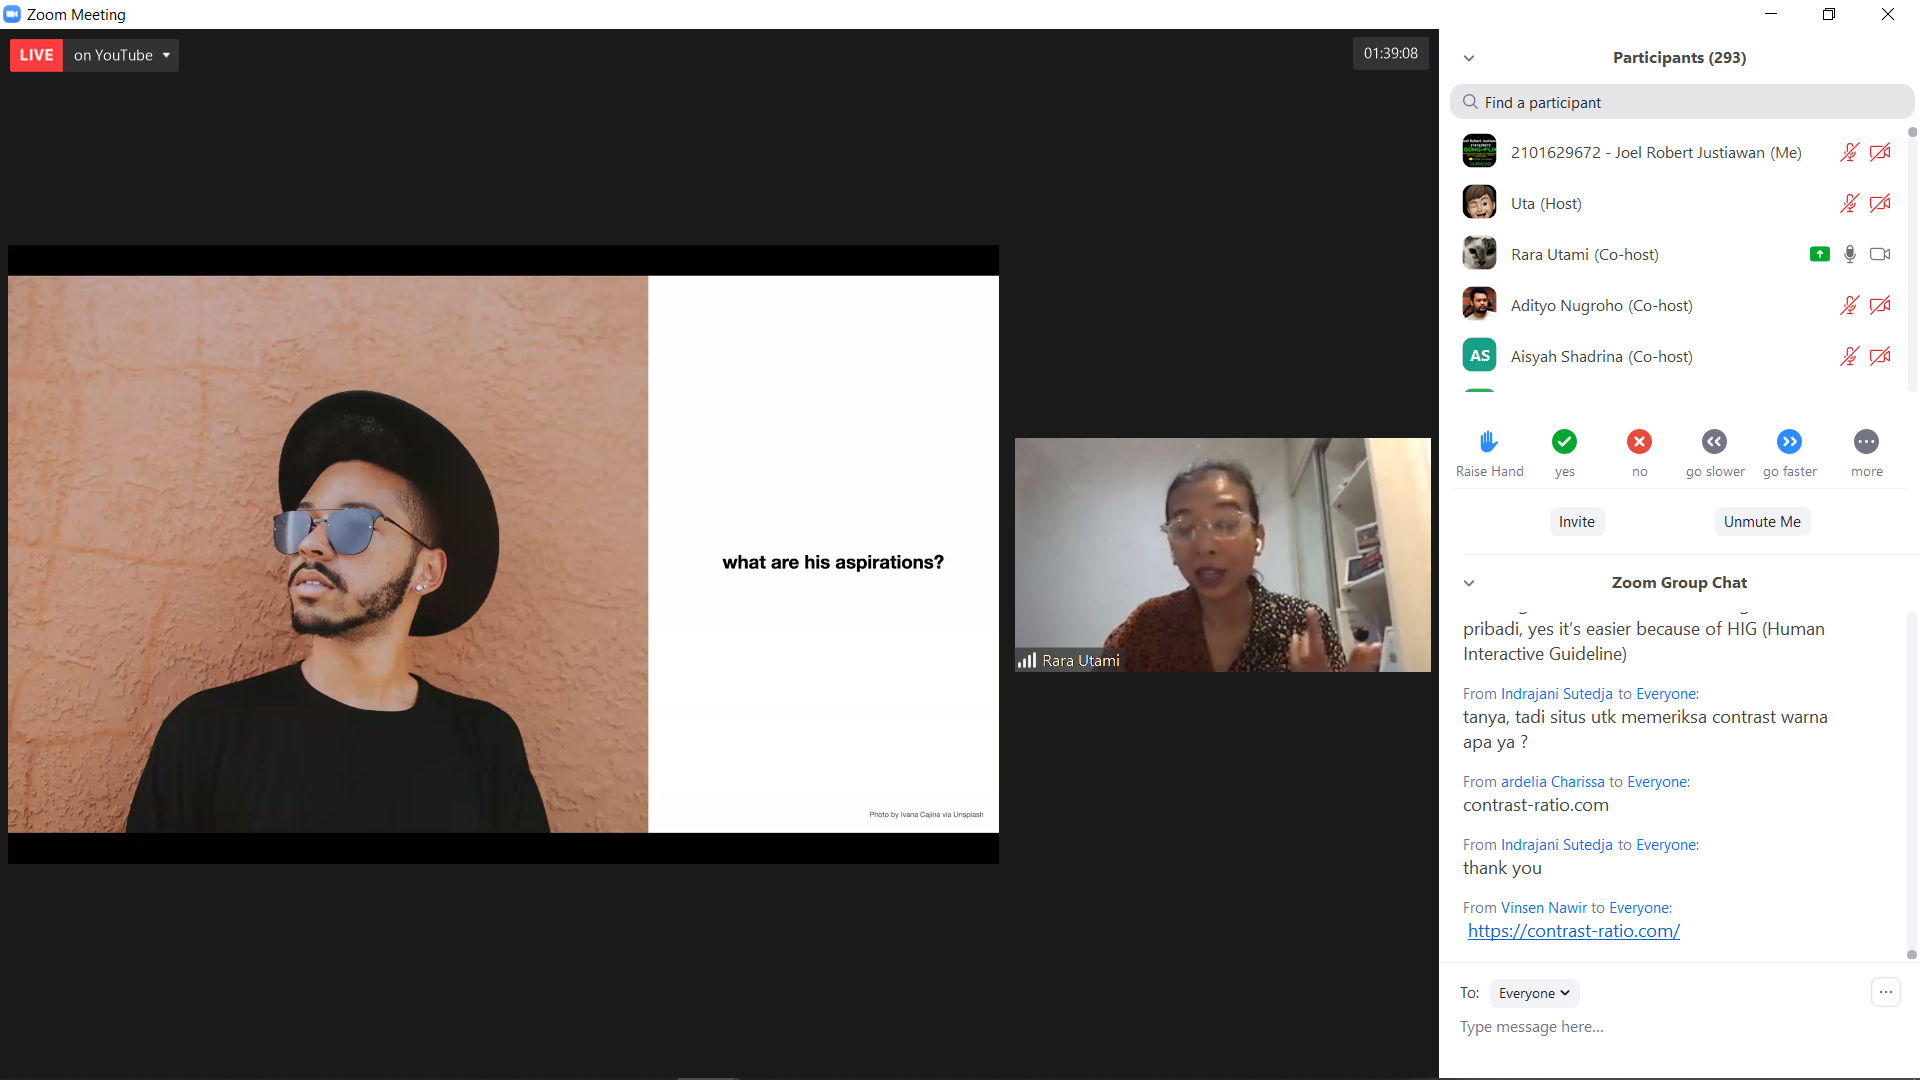 Zoom Meeting
LIVE on YouTube
01:39:08
what are his aspirations?
Photo by Ivana Cajina via Unsplash
Rara Utami
Participants (293)
Find a participant
2101629672 - Joel Robert Justiawan (Me)
Uta (Host)
Rara Utami (Co-host)
Adityo Nugroho (Co-host)
AS Aisyah Shadrina (Co-host)
Raise Hand yes no go slower go faster more
Invite Unmute Me
Zoom Group Chat
pribadi, yes it's easier because of HIG (Human
Interactive Guideline)
From Indrajani Sutedja to Everyone:
tanya, tadi situs utk memeriksa contrast warna
apa ya ?
From ardelia Charissa to Everyone:
contrast-ratio.com
From Indrajani Sutedja to Everyone:
thank you
From Vinsen Nawir to Everyone:
https://contrast-ratio.com/
To: Everyone
Type message here...